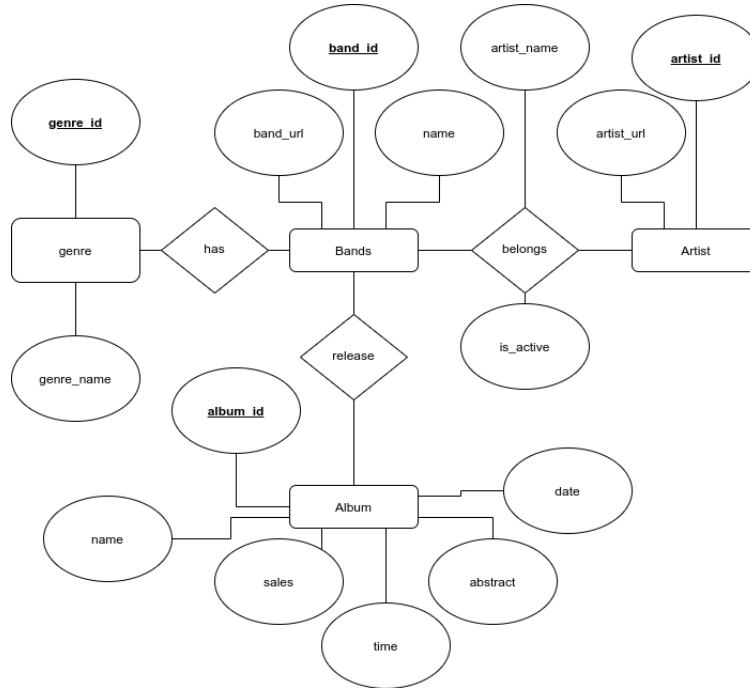 band_id
artist_name
artist_id
genre_id
band_url
name
artist_url
genre
has
Bands
belongs
Artist
is_active
release
genre_name
album_id
date
Album
name
sales
abstract
time